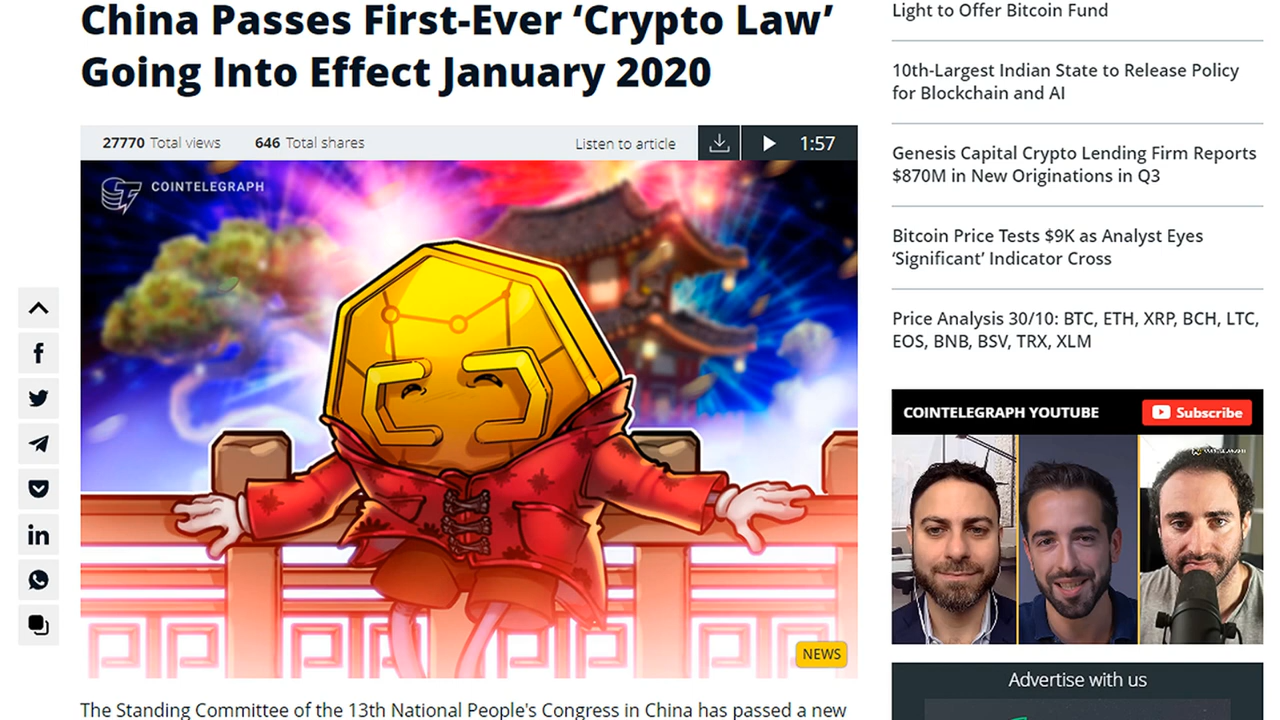 China Passes First-Ever ‘Crypto Law’
Going Into Effect January 2020
27770 Total views 646 Total shares Listen to article 1:57
COINTELEGRAPH
NEWS
The Standing Committee of the 13th National People's Congress in China has passed a new
Light to Offer Bitcoin Fund
10th-Largest Indian State to Release Policy
for Blockchain and AI
Genesis Capital Crypto Lending Firm Reports
$870M in New Originations in Q3
Bitcoin Price Tests $9K as Analyst Eyes
‘Significant’ Indicator Cross
Price Analysis 30/10: BTC, ETH, XRP, BCH, LTC,
EOS, BNB, BSV, TRX, XLM
COINTELEGRAPH YOUTUBE Subscribe
Advertise with us